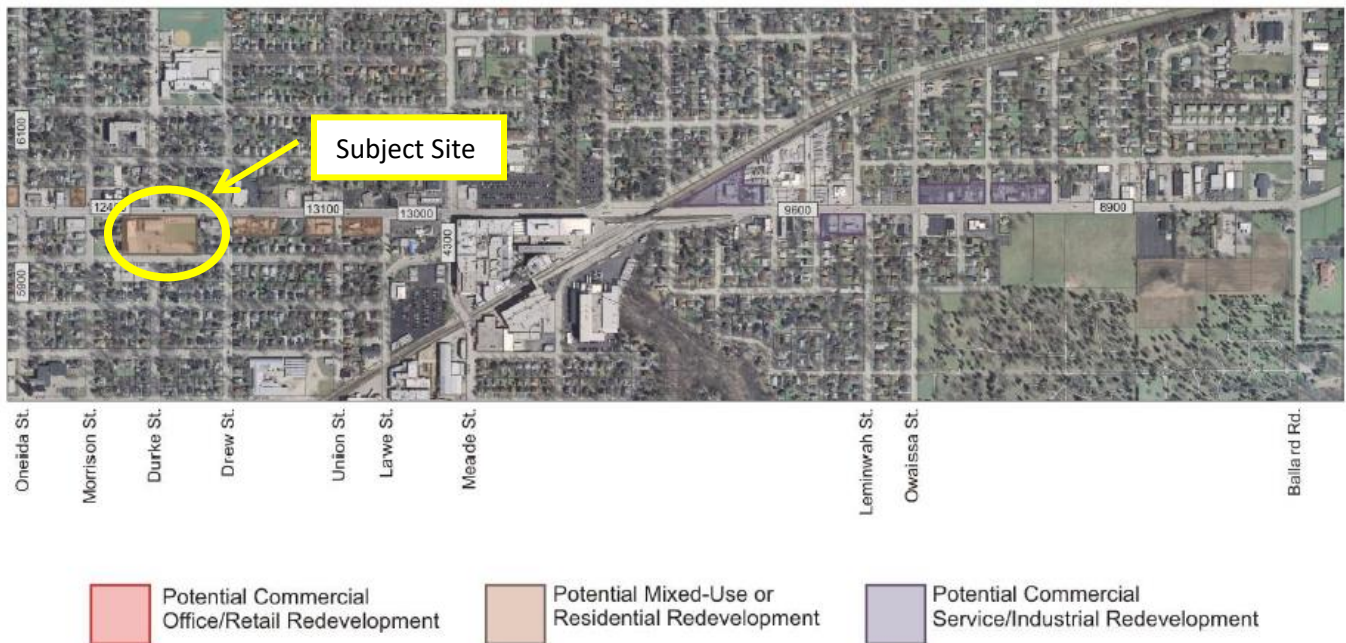 6100
Subject Site
12400
13100
13000
9600
8900
4300
5900
Oneida St.
Morrison St.
Durke St.
Drew St.
Union St.
Lawe St.
Meade St.
Leminwah St.
Owaissa St.
Ballard Rd.
Potential Commercial
Office/Retail Redevelopment
Potential Mixed-Use or
Residential Redevelopment
Potential Commercial
Service/Industrial Redevelopment